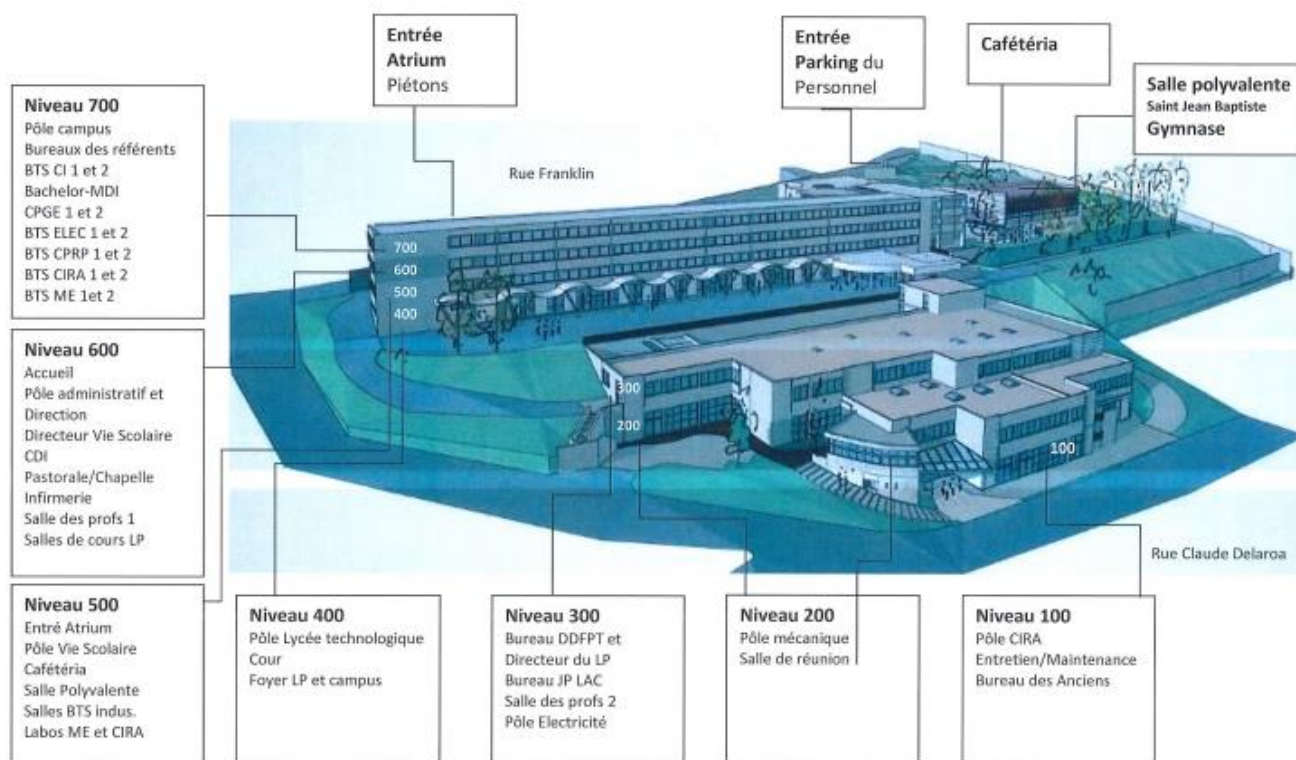 Entrée
Atrium
Piétons
Entrée
Parking du
Personnel
Cafétéria
Salle polyvalente
Saint Jean Baptiste
Gymnase
Niveau 700
Pôle campus
Bureaux des référents
BTS CI 1 et 2
Bachelor-MDI
CPGE 1 et 2
BTS ELEC 1 et 2
BTS CPRP 1 et 2
BTS CIRA 1 et 2
BTS ME 1et 2
Rue Franklin
700
600
500
400
300
200
100
Niveau 600
Accueil
Pôle administratif et
Direction
Directeur Vie Scolaire
CDI
Pastorale/Chapelle
Infirmerie
Salle des profs 1
Salles de cours LP
Rue Claude Delaroa
Niveau 500
Entré Atrium
Pôle Vie Scolaire
Cafétéria
Salle Polyvalente
Salles BTS indus.
Labos ME et CIRA
Niveau 400
Pôle Lycée technologique
Cour
Foyer LP et campus
Niveau 300
Bureau DDFPT et
Directeur du LP
Bureau JP LAC
Salle des profs 2
Pôle Electricité
Niveau 200
Pôle mécanique
Salle de réunion
Niveau 100
Pôle CIRA
Entretien/Maintenance
Bureau des Anciens